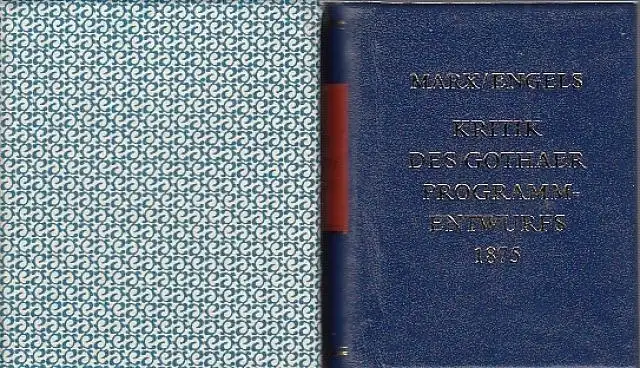 MARX/ENGELS
KRITIK
DES GOTHAER
PROGRAMM-
ENTWURFS
1875